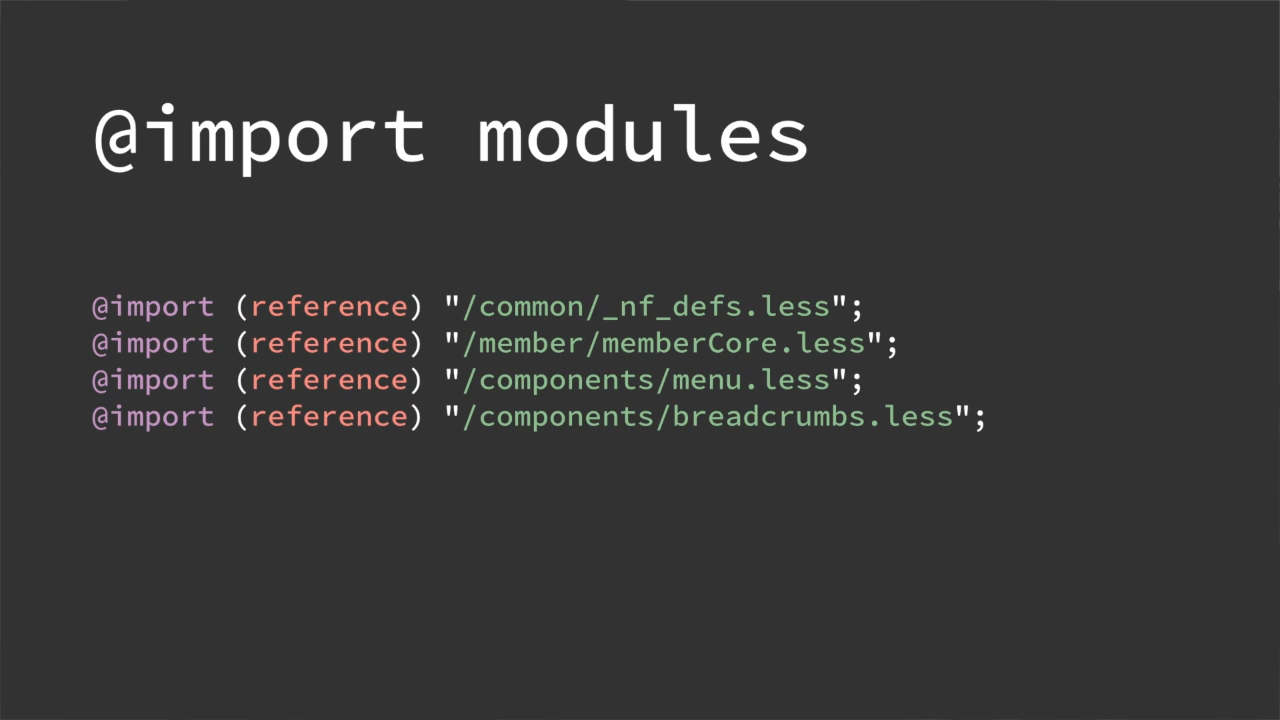 @import modules
@import (reference) "/common/_nf_defs.less";
@import (reference) "/member/memberCore.less";
@import (reference) "/components/menu.less";
@import (reference) "/components/breadcrumbs.less";